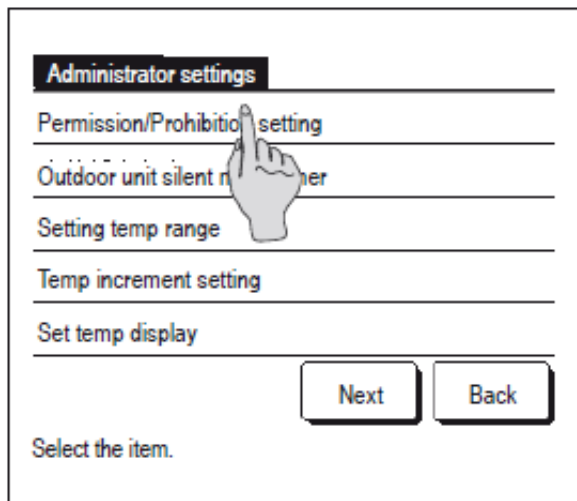 Administrator settings
Permission/Prohibition setting
Outdoor unit silent
Setting temp range
Temp increment setting
Set temp display
Next Back
Select the item.